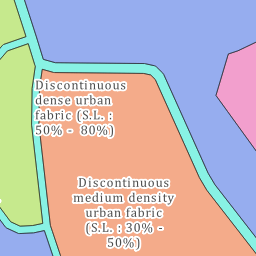 Discontinuous
dense urban
fabric (S.L. :
50% -  80%)
Discontinuous
medium density
urban fabric
(S.L. : 30% -
50%)